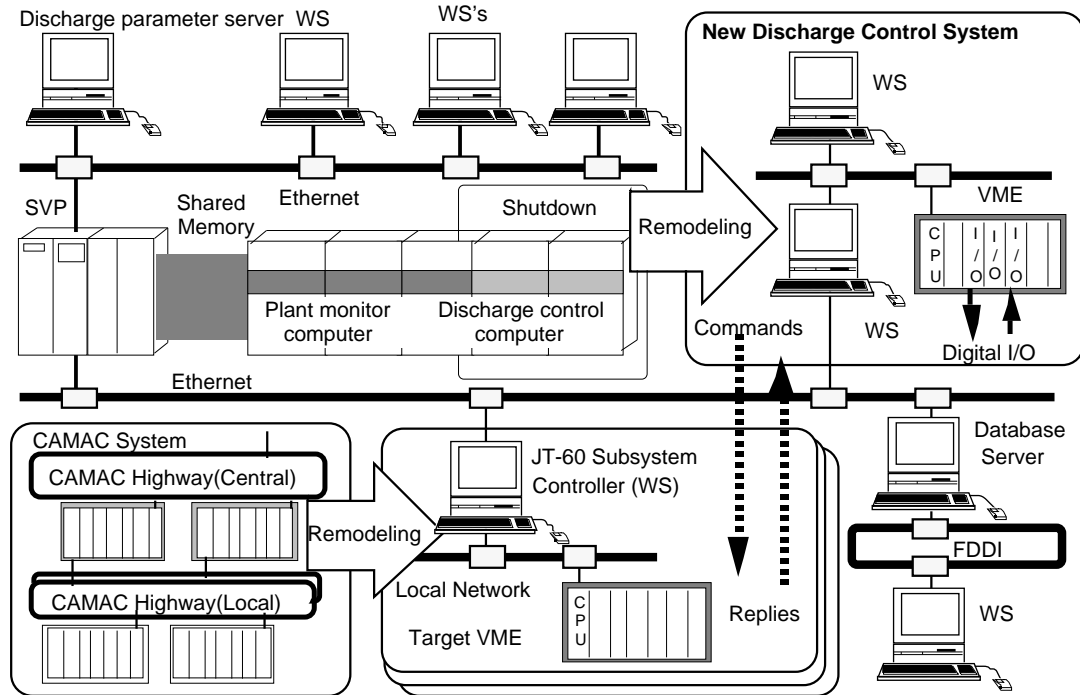 Discharge parameter server
WS
WS's
New Discharge Control System
WS
Ethernet
VME
SVP
Shared
Memory
Shutdown
Remodeling
CPU
I/O
I/O
I/O
Plant monitor
computer
Discharge control
computer
Commands
WS
Digital I/O
Ethernet
CAMAC System
CAMAC Highway(Central)
Remodeling
JT-60 Subsystem
Controller (WS)
Database
Server
FDDI
CAMAC Highway(Local)
Local Network
Target VME
CPU
Replies
WS